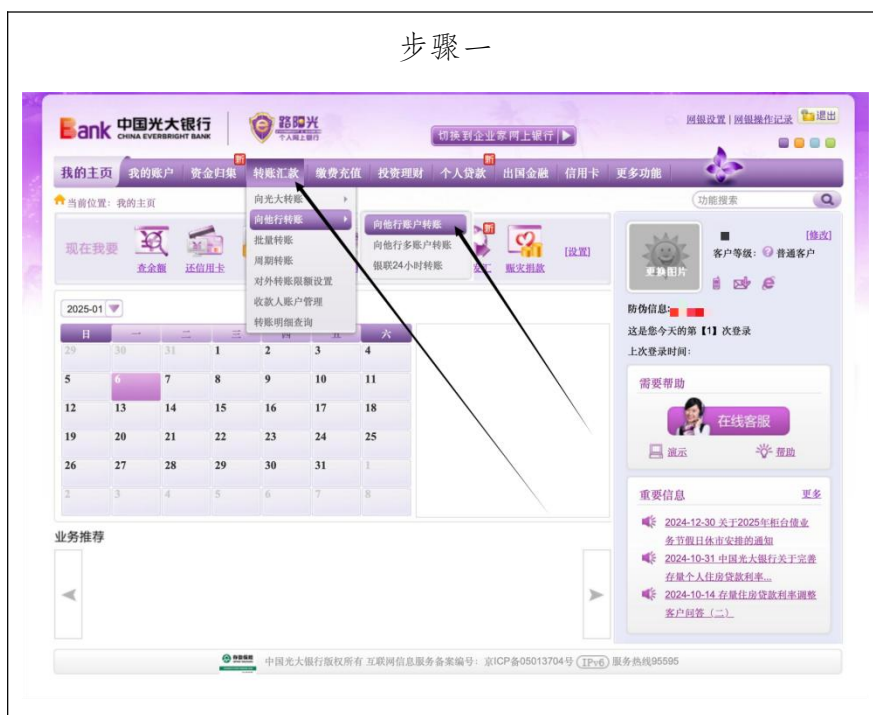 步骤一
Bank 中国光大银行 CHINA EVERBRIGHT BANK 路阳光 个人网上银行
切换到企业家网上银行
网银设置 | 网银操作记录 退出
新 新
我的主页 我的账户 资金归集 转账汇款 缴费充值 投资理财 个人贷款 出国金融 信用卡 更多功能
当前位置: 我的主页
功能搜索
向光大转账
向他行转账
批量转账
周期转账
对外转账限额设置
收款人账户管理
转账明细查询
向他行账户转账
向他行多账户转账
银联24小时转账
现在我要
查余额 还信用卡
新
赈灾捐款
[设置]
更换图片
[修改]
客户等级: 普通客户
防伪信息:
这是您今天的第【1】次登录
上次登录时间:
2025-01
日 一 二 三 四 五 六
29 30 31 1 2 3 4
5 6 7 8 9 10 11
12 13 14 15 16 17 18
19 20 21 22 23 24 25
26 27 28 29 30 31 1
2 3 4 5 6 7 8
需要帮助
在线客服
演示 帮助
重要信息 更多
2024-12-30 关于2025年柜台债业
务节假日休市安排的通知
2024-10-31 中国光大银行关于完善
存量个人住房贷款利率...
2024-10-14 存量住房贷款利率调整
客户问答（二）
业务推荐
中国光大银行版权所有 互联网信息服务备案编号: 京ICP备05013704号 IPv6 服务热线95595